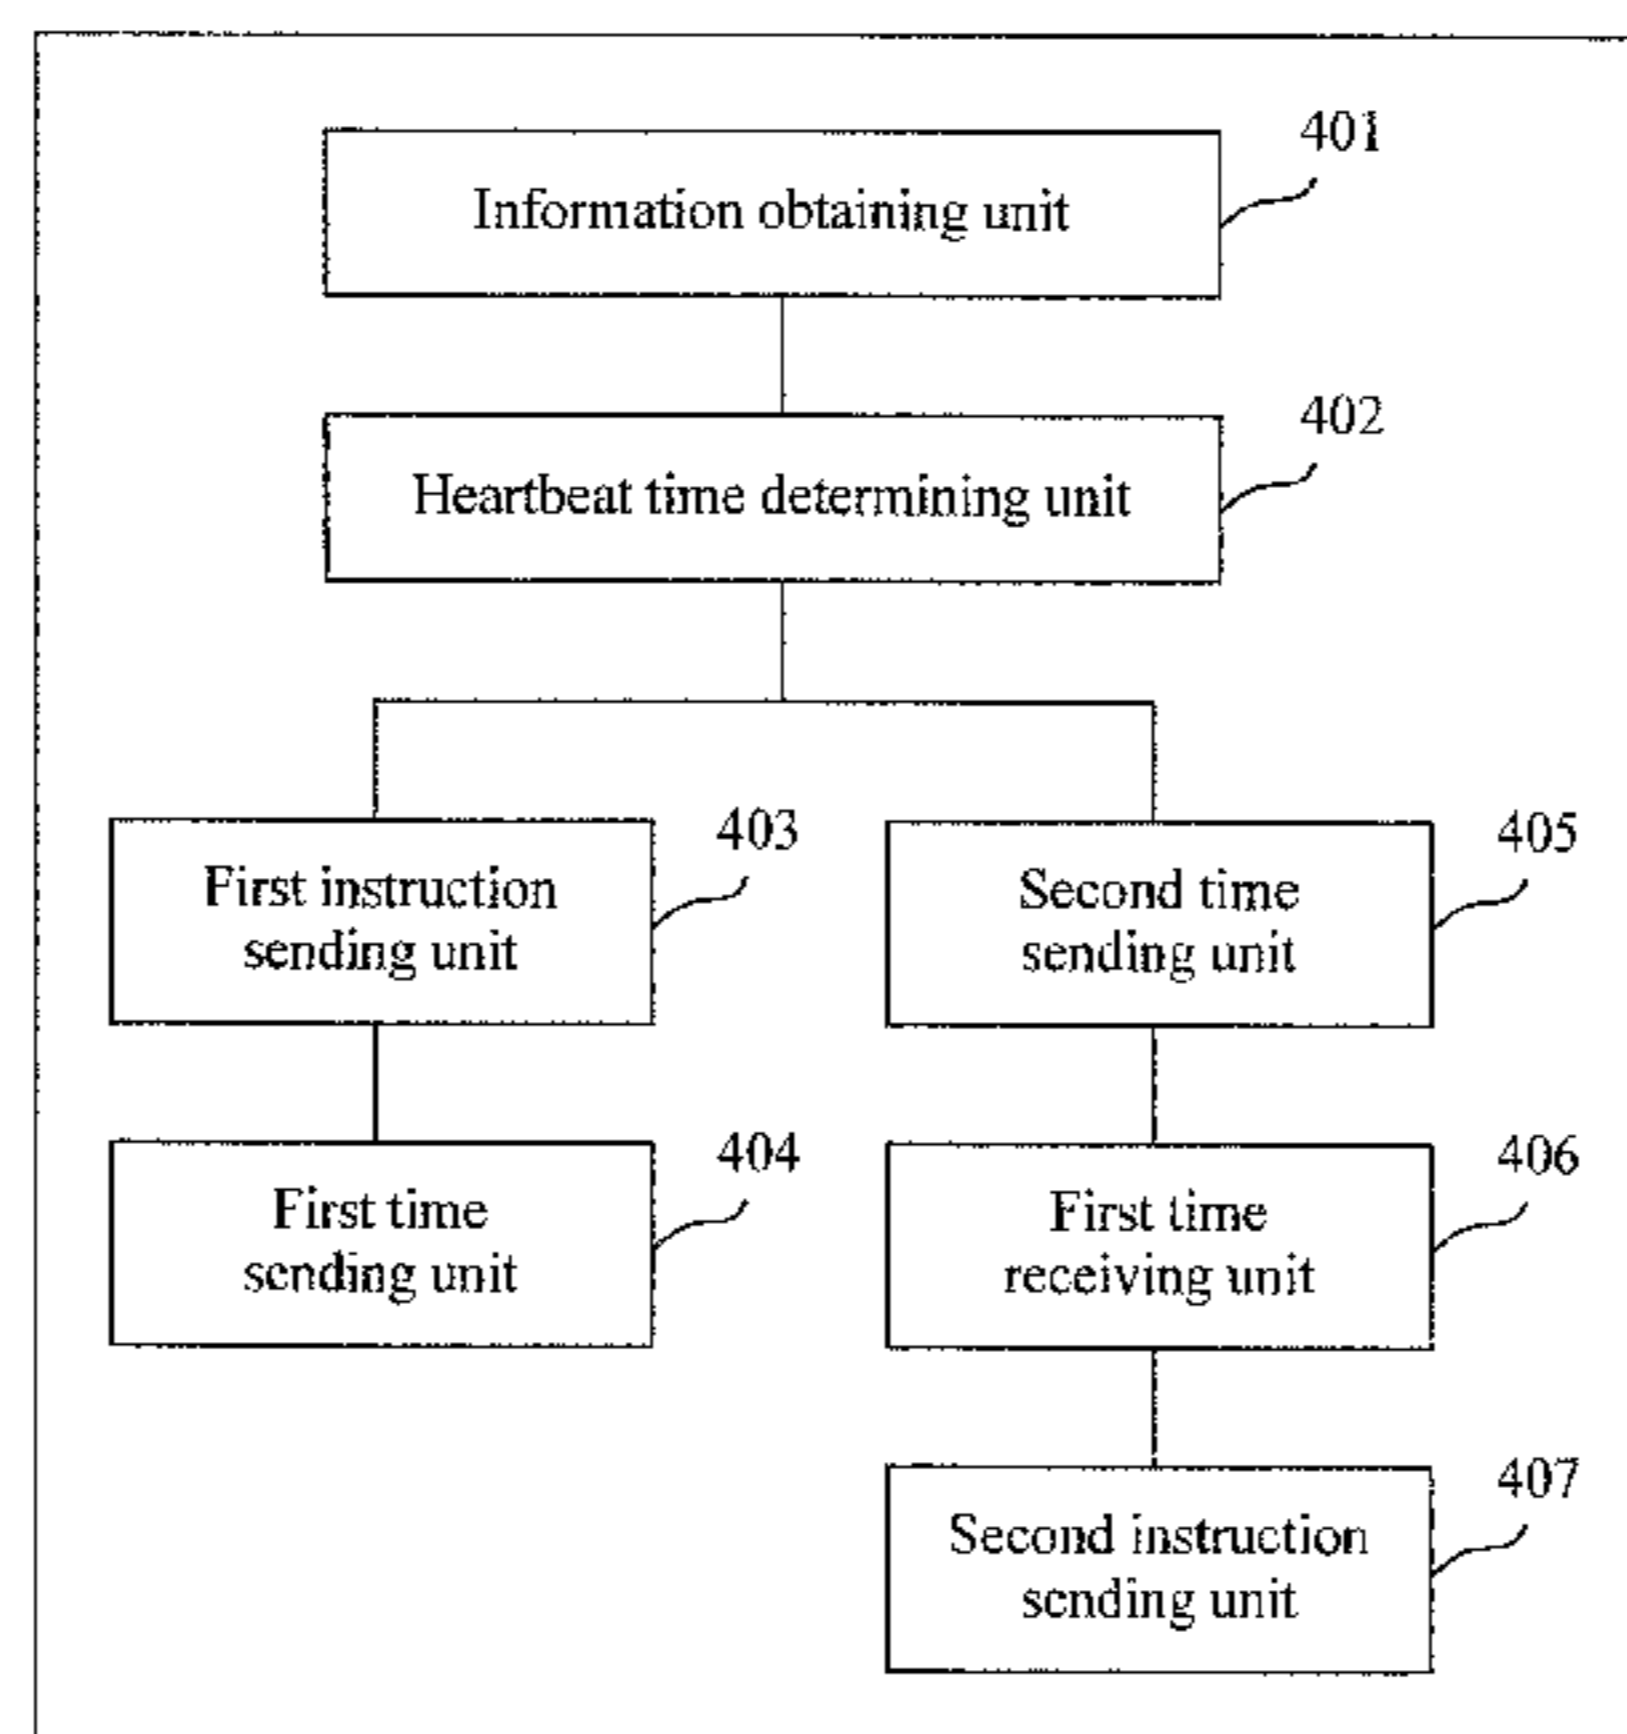 401
Information obtaining unit
402
Heartbeat time determining unit
403
First instruction
sending unit
405
Second time
sending unit
404
First time
sending unit
406
First time
receiving unit
407
Second instruction
sending unit